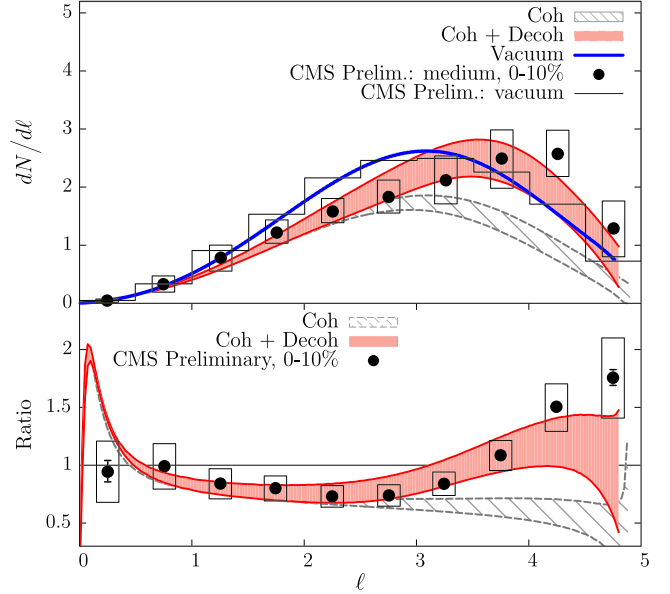 5
Coh
Coh + Decoh
Vacuum
CMS Prelim.: medium, 0-10%
CMS Prelim.: vacuum
4
3
2
1
0
dN/dℓ
Coh
Coh + Decoh
CMS Preliminary, 0-10%
2
1.5
1
0.5
Ratio
0 1 2 3 4 5
ℓ